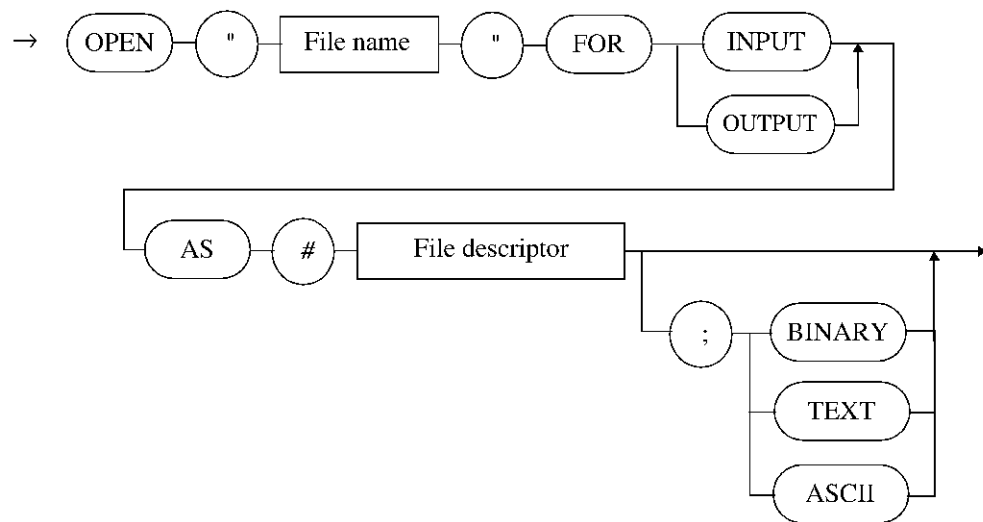 → OPEN " File name " FOR INPUT
OUTPUT
AS # File descriptor
; BINARY
TEXT
ASCII